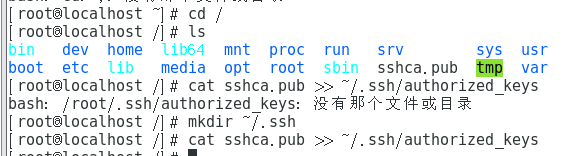 [root@localhost ~]# cd /
[root@localhost /]# ls
bin dev home lib64 mnt proc run srv sys usr
boot etc lib media opt root sbin sshca.pub tmp var
[root@localhost /]# cat sshca.pub >> ~/.ssh/authorized_keys
bash: /root/.ssh/authorized_keys: 没有那个文件或目录
[root@localhost /]# mkdir ~/.ssh
[root@localhost /]# cat sshca.pub >> ~/.ssh/authorized_keys
[root@localhost /]#